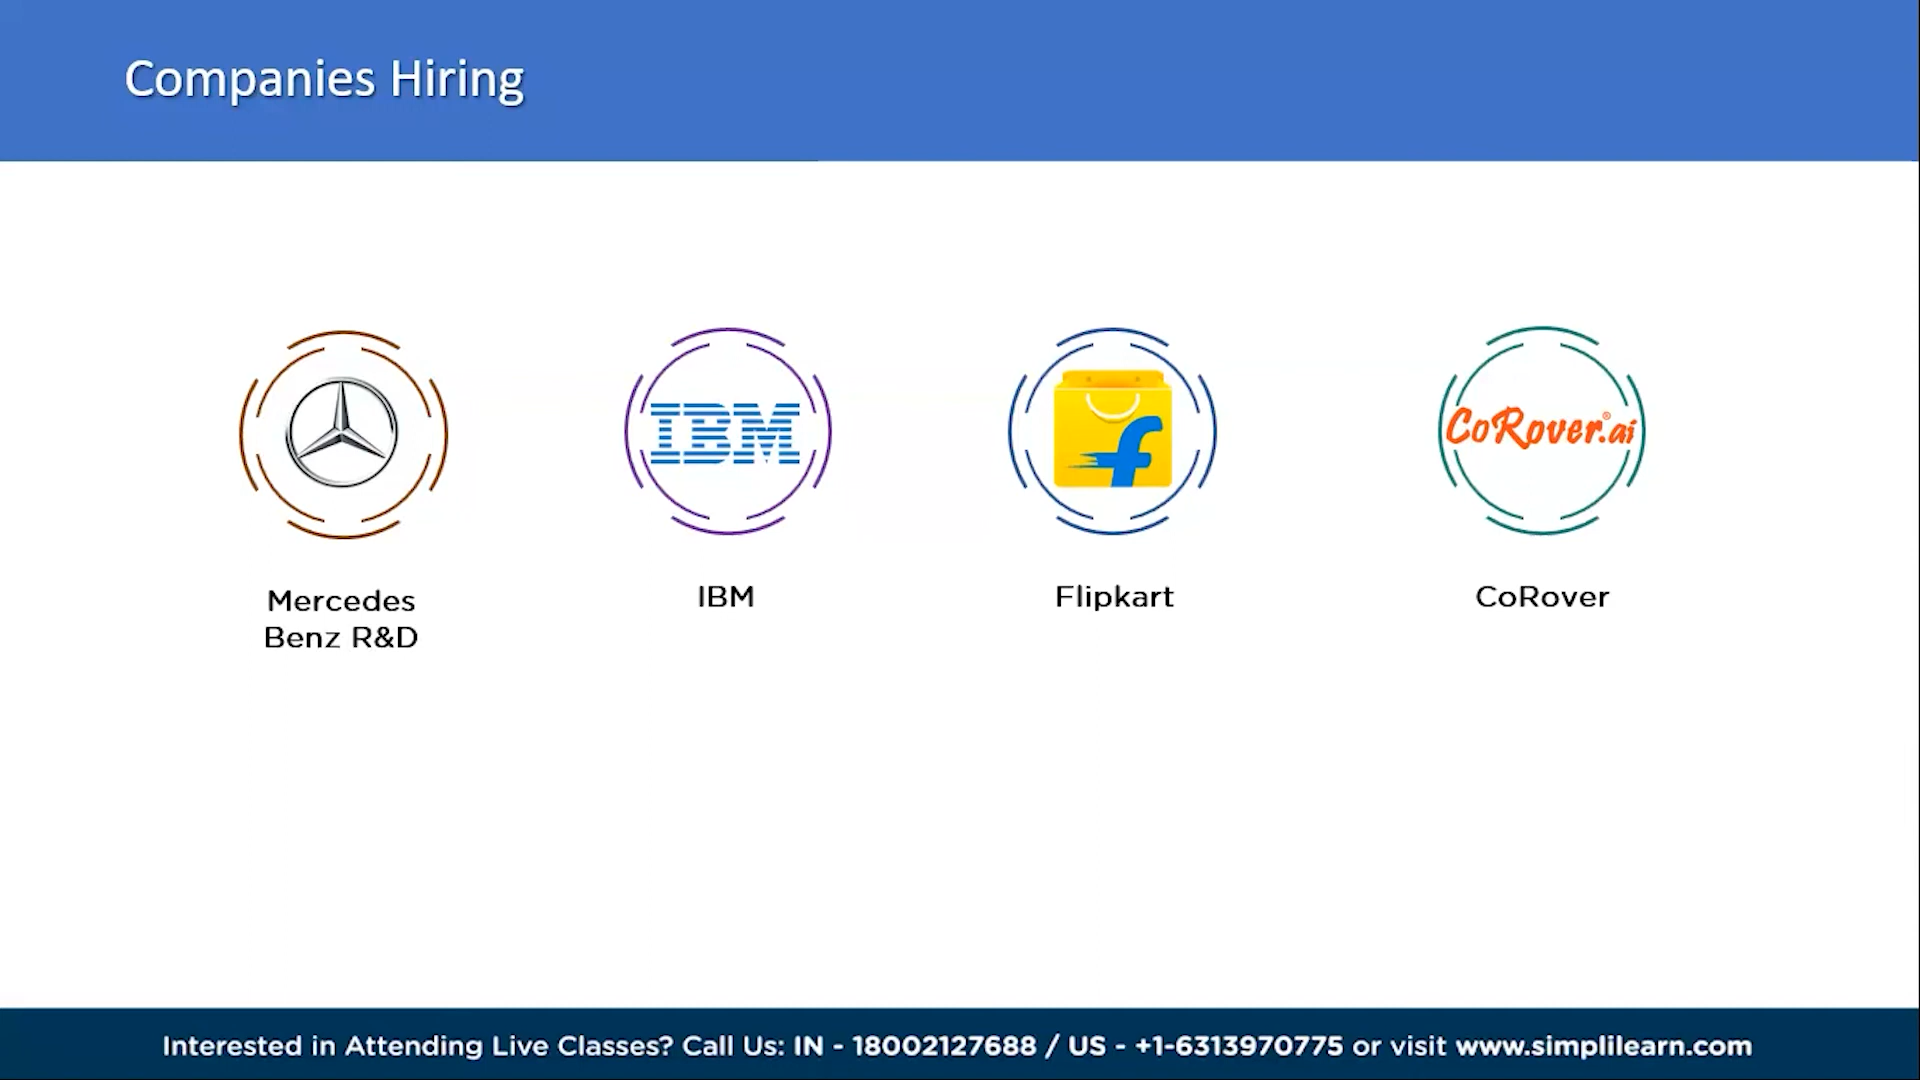 Companies Hiring
IBM
f
CoRover.ai
Mercedes
Benz R&D
IBM
Flipkart
CoRover
Interested in Attending Live Classes? Call Us: IN - 18002127688 / US - +1-6313970775 or visit www.simplilearn.com